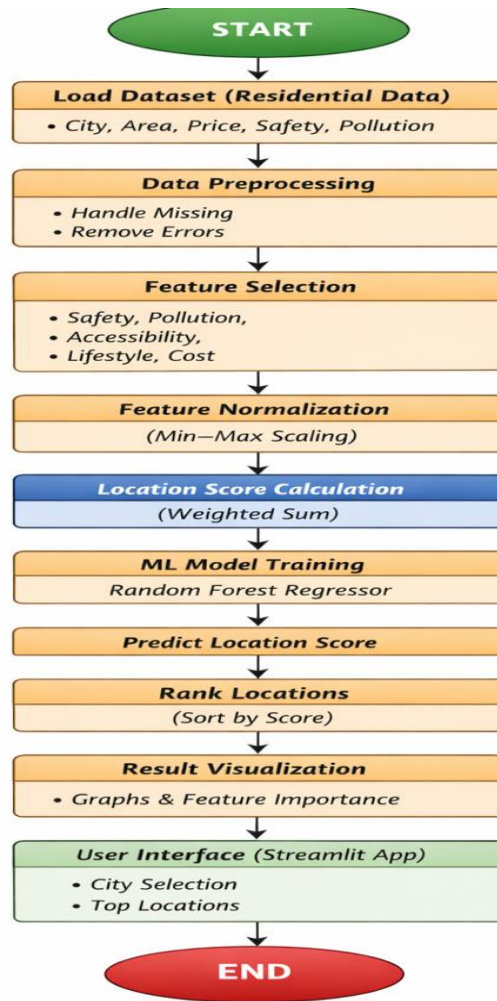 START
Load Dataset (Residential Data)
• City, Area, Price, Safety, Pollution
Data Preprocessing
• Handle Missing
• Remove Errors
Feature Selection
• Safety, Pollution,
• Accessibility,
• Lifestyle, Cost
Feature Normalization
(Min–Max Scaling)
Location Score Calculation
(Weighted Sum)
ML Model Training
Random Forest Regressor
Predict Location Score
Rank Locations
(Sort by Score)
Result Visualization
• Graphs & Feature Importance
User Interface (Streamlit App)
• City Selection
• Top Locations
END